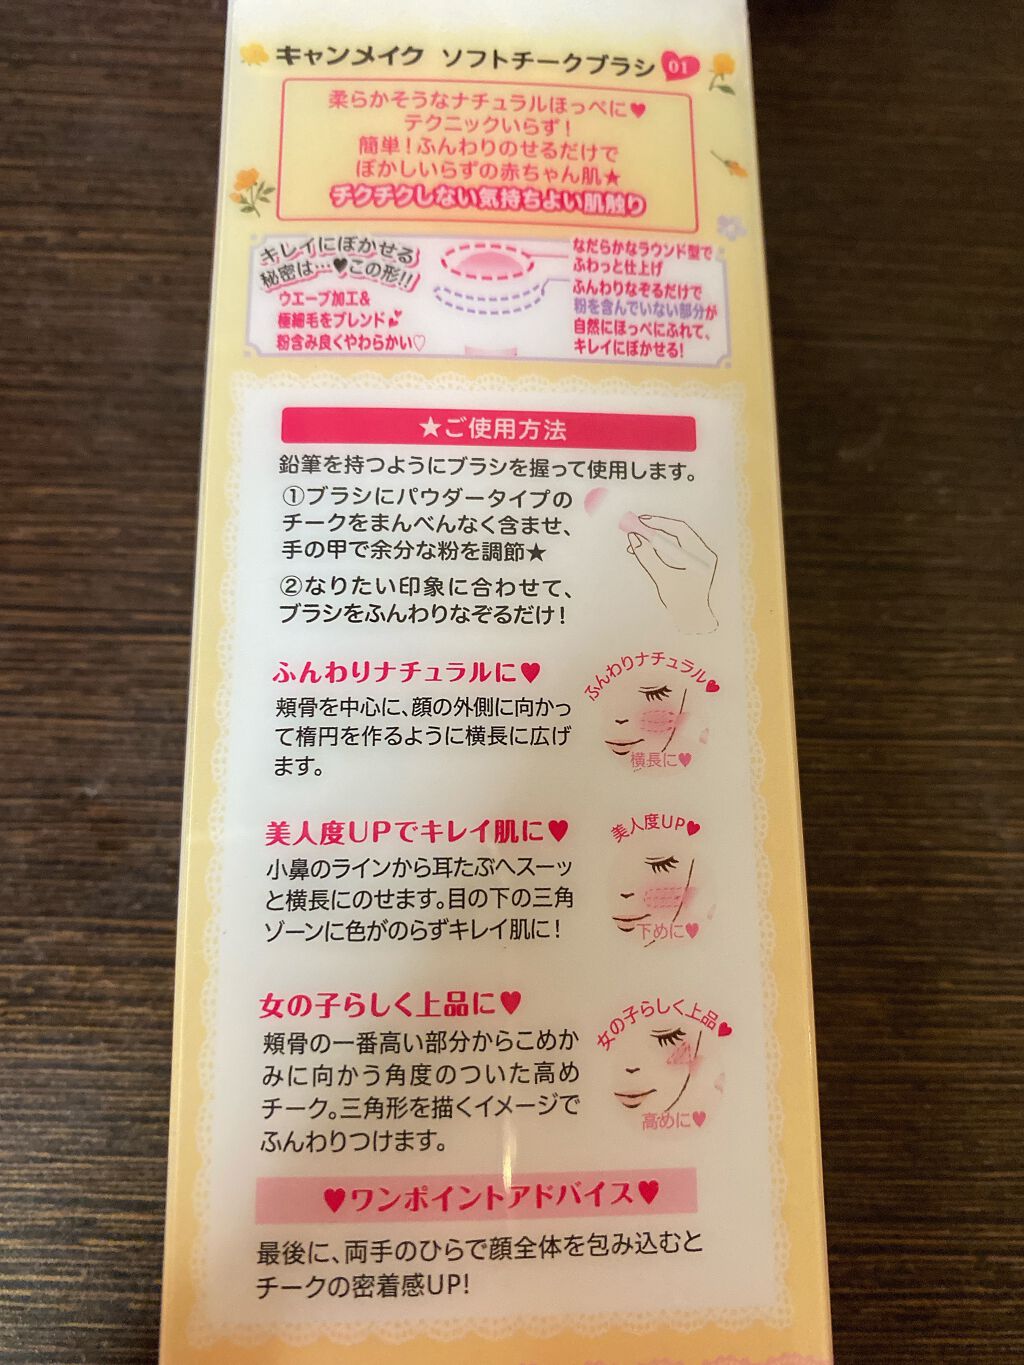 キャンメイク ソフトチークブラシ 01
柔らかそうなナチュラルほっぺに♥
テクニックいらず!
簡単!ふんわりのせるだけで
ぼかしいらずの赤ちゃん肌★
チクチクしない気持ちよい肌触り
キレイにぼかせる
秘密は…♥この形!!
ウエーブ加工&
極細毛をブレンド💕
粉含み良くやわらかい♡
なだらかなラウンド型で
ふわっと仕上げ
ふんわりなぞるだけで
粉を含んでいない部分が
自然にほっぺにふれて、
キレイにぼかせる!
★ご使用方法
鉛筆を持つようにブラシを握って使用します。
①ブラシにパウダータイプの
チークをまんべんなく含ませ、
手の甲で余分な粉を調節★
②なりたい印象に合わせて、
ブラシをふんわりなぞるだけ!
ふんわりナチュラルに♥
頬骨を中心に、顔の外側に向かっ
て楕円を作るように横長に広げ
ます。
ふんわりナチュラル♥
横長に♥
美人度UPでキレイ肌に♥
小鼻のラインから耳たぶへスーッ
と横長にのせます。目の下の三角
ゾーンに色がのらずキレイ肌に!
美人度UP♥
下めに♥
女の子らしく上品に♥
頬骨の一番高い部分からこめか
みに向かう角度のついた高め
チーク。三角形を描くイメージで
ふんわりつけます。
女の子らしく上品♥
高めに♥
♥ワンポイントアドバイス♥
最後に、両手のひらで顔全体を包み込むと
チークの密着感UP!